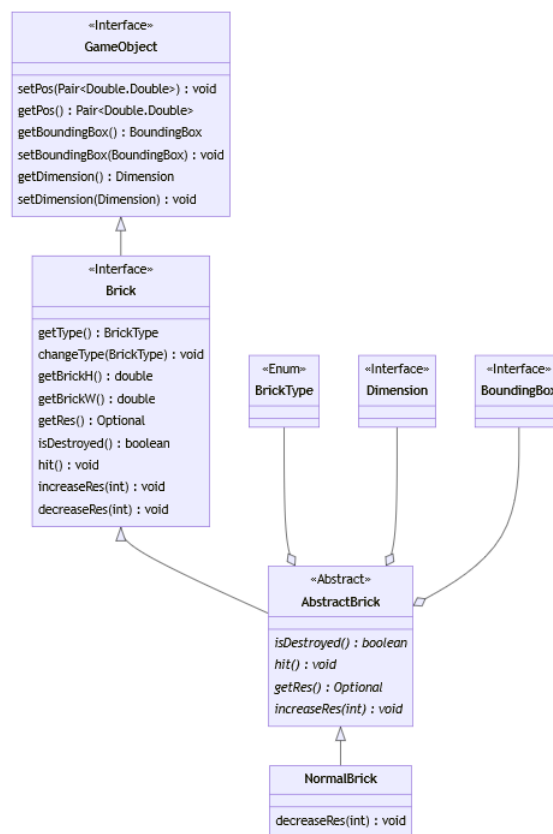 «Interface»
GameObject
setPos(Pair<Double.Double>) : void
getPos() : Pair<Double.Double>
getBoundingBox() : BoundingBox
setBoundingBox(BoundingBox) : void
getDimension() : Dimension
setDimension(Dimension) : void
«Interface»
Brick
getType() : BrickType
changeType(BrickType) : void
getBrickH() : double
getBrickW() : double
getRes() : Optional
isDestroyed() : boolean
hit() : void
increaseRes(int) : void
decreaseRes(int) : void
«Enum»
BrickType
«Interface»
Dimension
«Interface»
BoundingBox
«Abstract»
AbstractBrick
isDestroyed() : boolean
hit() : void
getRes() : Optional
increaseRes(int) : void
NormalBrick
decreaseRes(int) : void